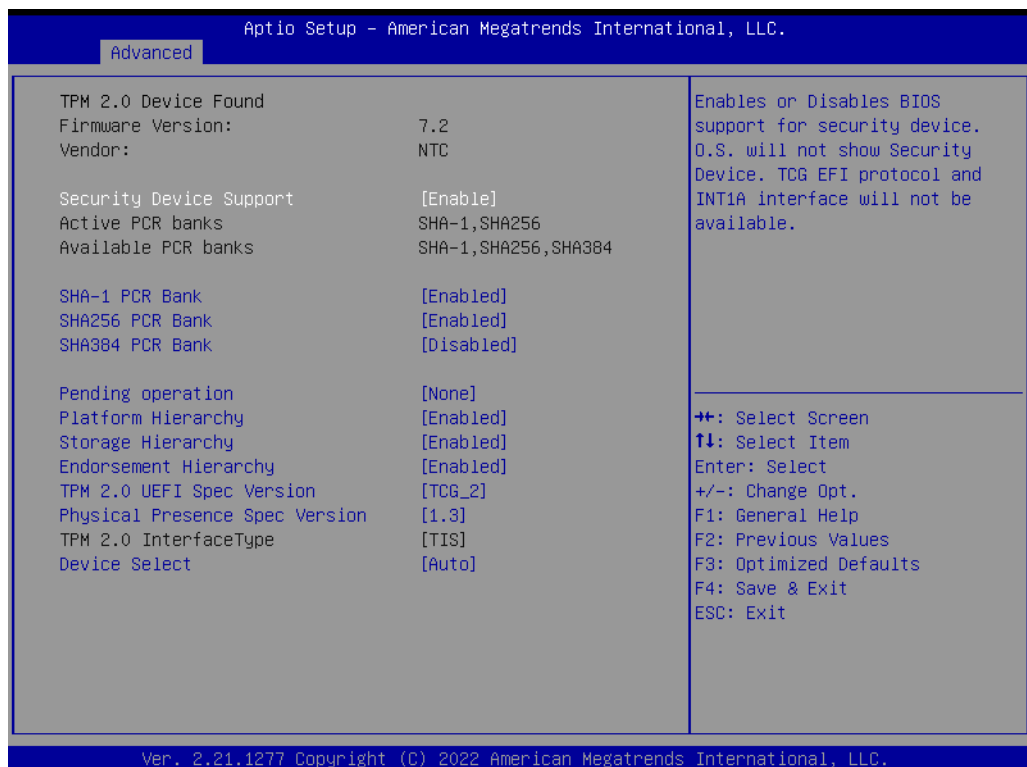 Aptio Setup – American Megatrends International, LLC.
Advanced
TPM 2.0 Device Found
Firmware Version: 7.2
Vendor: NTC
Security Device Support [Enable]
Active PCR banks SHA-1,SHA256
Available PCR banks SHA-1,SHA256,SHA384
SHA-1 PCR Bank [Enabled]
SHA256 PCR Bank [Enabled]
SHA384 PCR Bank [Disabled]
Pending operation [None]
Platform Hierarchy [Enabled]
Storage Hierarchy [Enabled]
Endorsement Hierarchy [Enabled]
TPM 2.0 UEFI Spec Version [TCG_2]
Physical Presence Spec Version [1.3]
TPM 2.0 InterfaceType [TIS]
Device Select [Auto]
Enables or Disables BIOS
support for security device.
O.S. will not show Security
Device. TCG EFI protocol and
INT1A interface will not be
available.
→←: Select Screen
↑↓: Select Item
Enter: Select
+/-: Change Opt.
F1: General Help
F2: Previous Values
F3: Optimized Defaults
F4: Save & Exit
ESC: Exit
Ver. 2.21.1277 Copyright (C) 2022 American Megatrends International, LLC.